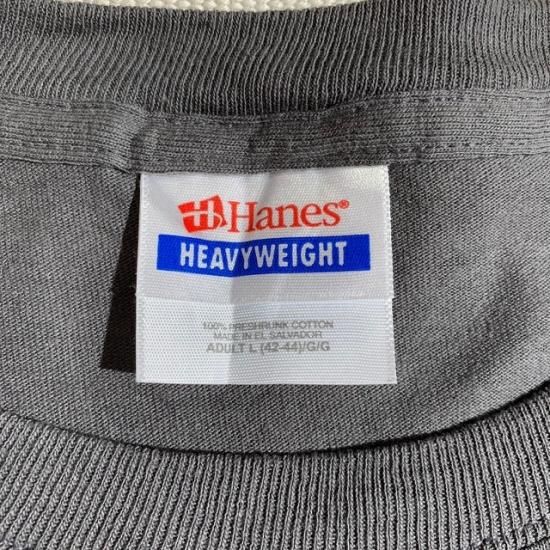 Hanes®
HEAVYWEIGHT
100% PRESHRUNK COTTON
MADE IN EL SALVADOR
ADULT L (42-44)/G/G